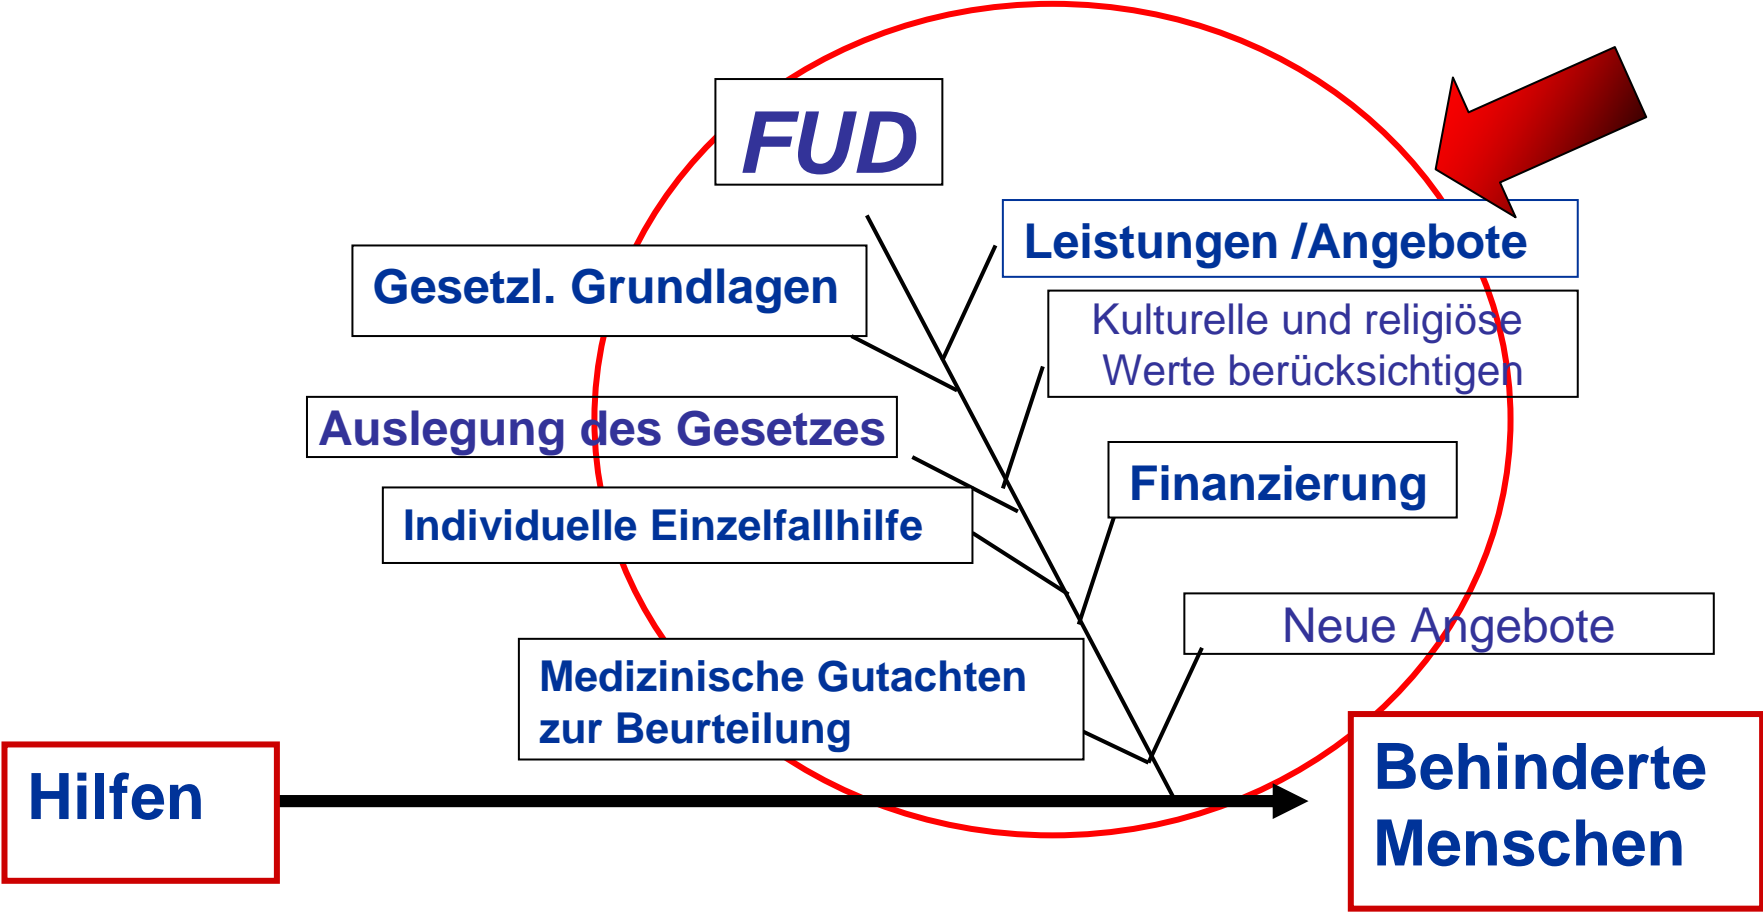 FUD
Leistungen /Angebote
Gesetzl. Grundlagen
Kulturelle und religiöse
Werte berücksichtigen
Auslegung des Gesetzes
Finanzierung
Individuelle Einzelfallhilfe
Neue Angebote
Medizinische Gutachten
zur Beurteilung
Hilfen
Behinderte
Menschen